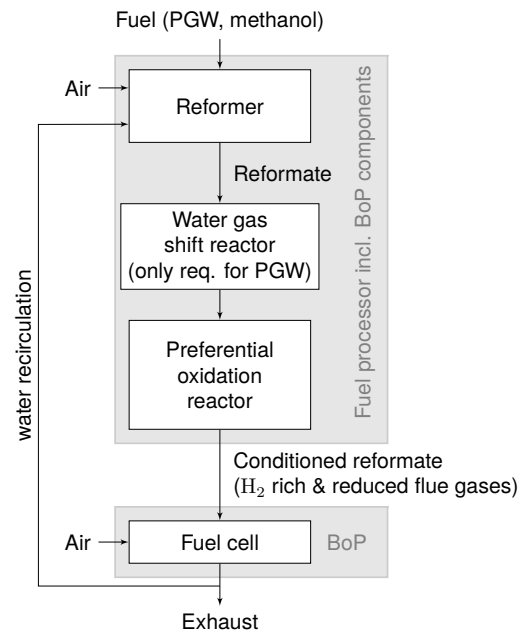 Fuel (PGW, methanol)
Air
Reformer
Reformate
Water gas
shift reactor
(only req. for PGW)
Preferential
oxidation
reactor
Fuel processor incl. BoP components
water recirculation
Conditioned reformate
(H₂ rich & reduced flue gases)
Air
Fuel cell
BoP
Exhaust